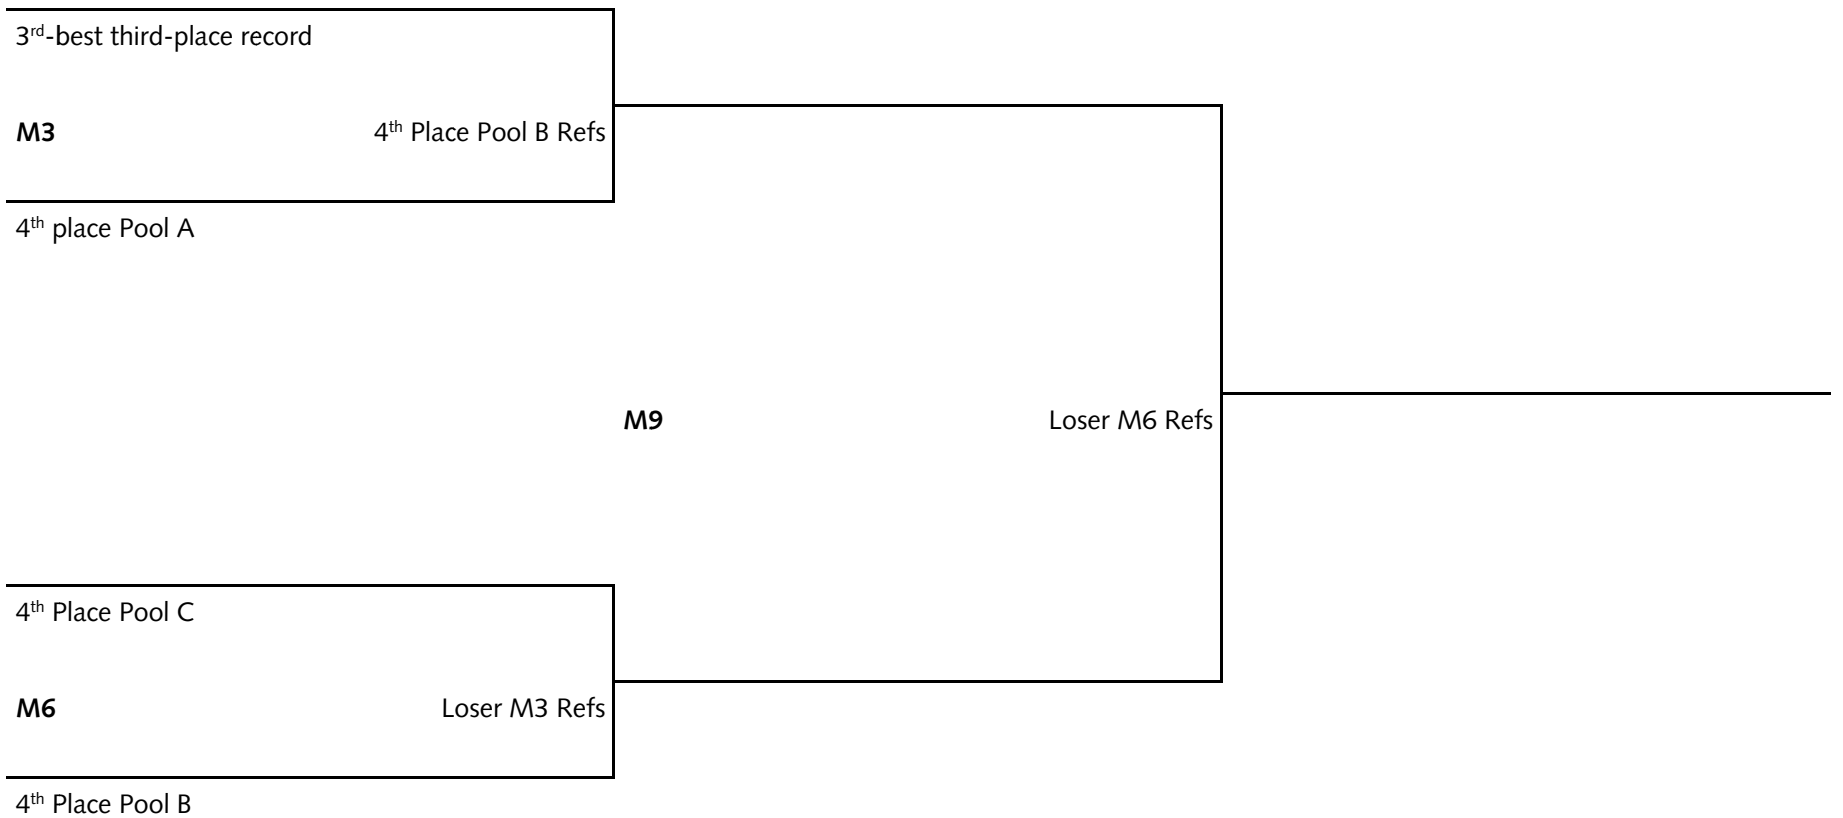 3rd-best third-place record
M3 4th Place Pool B Refs
4th place Pool A
M9 Loser M6 Refs
4th Place Pool C
M6 Loser M3 Refs
4th Place Pool B